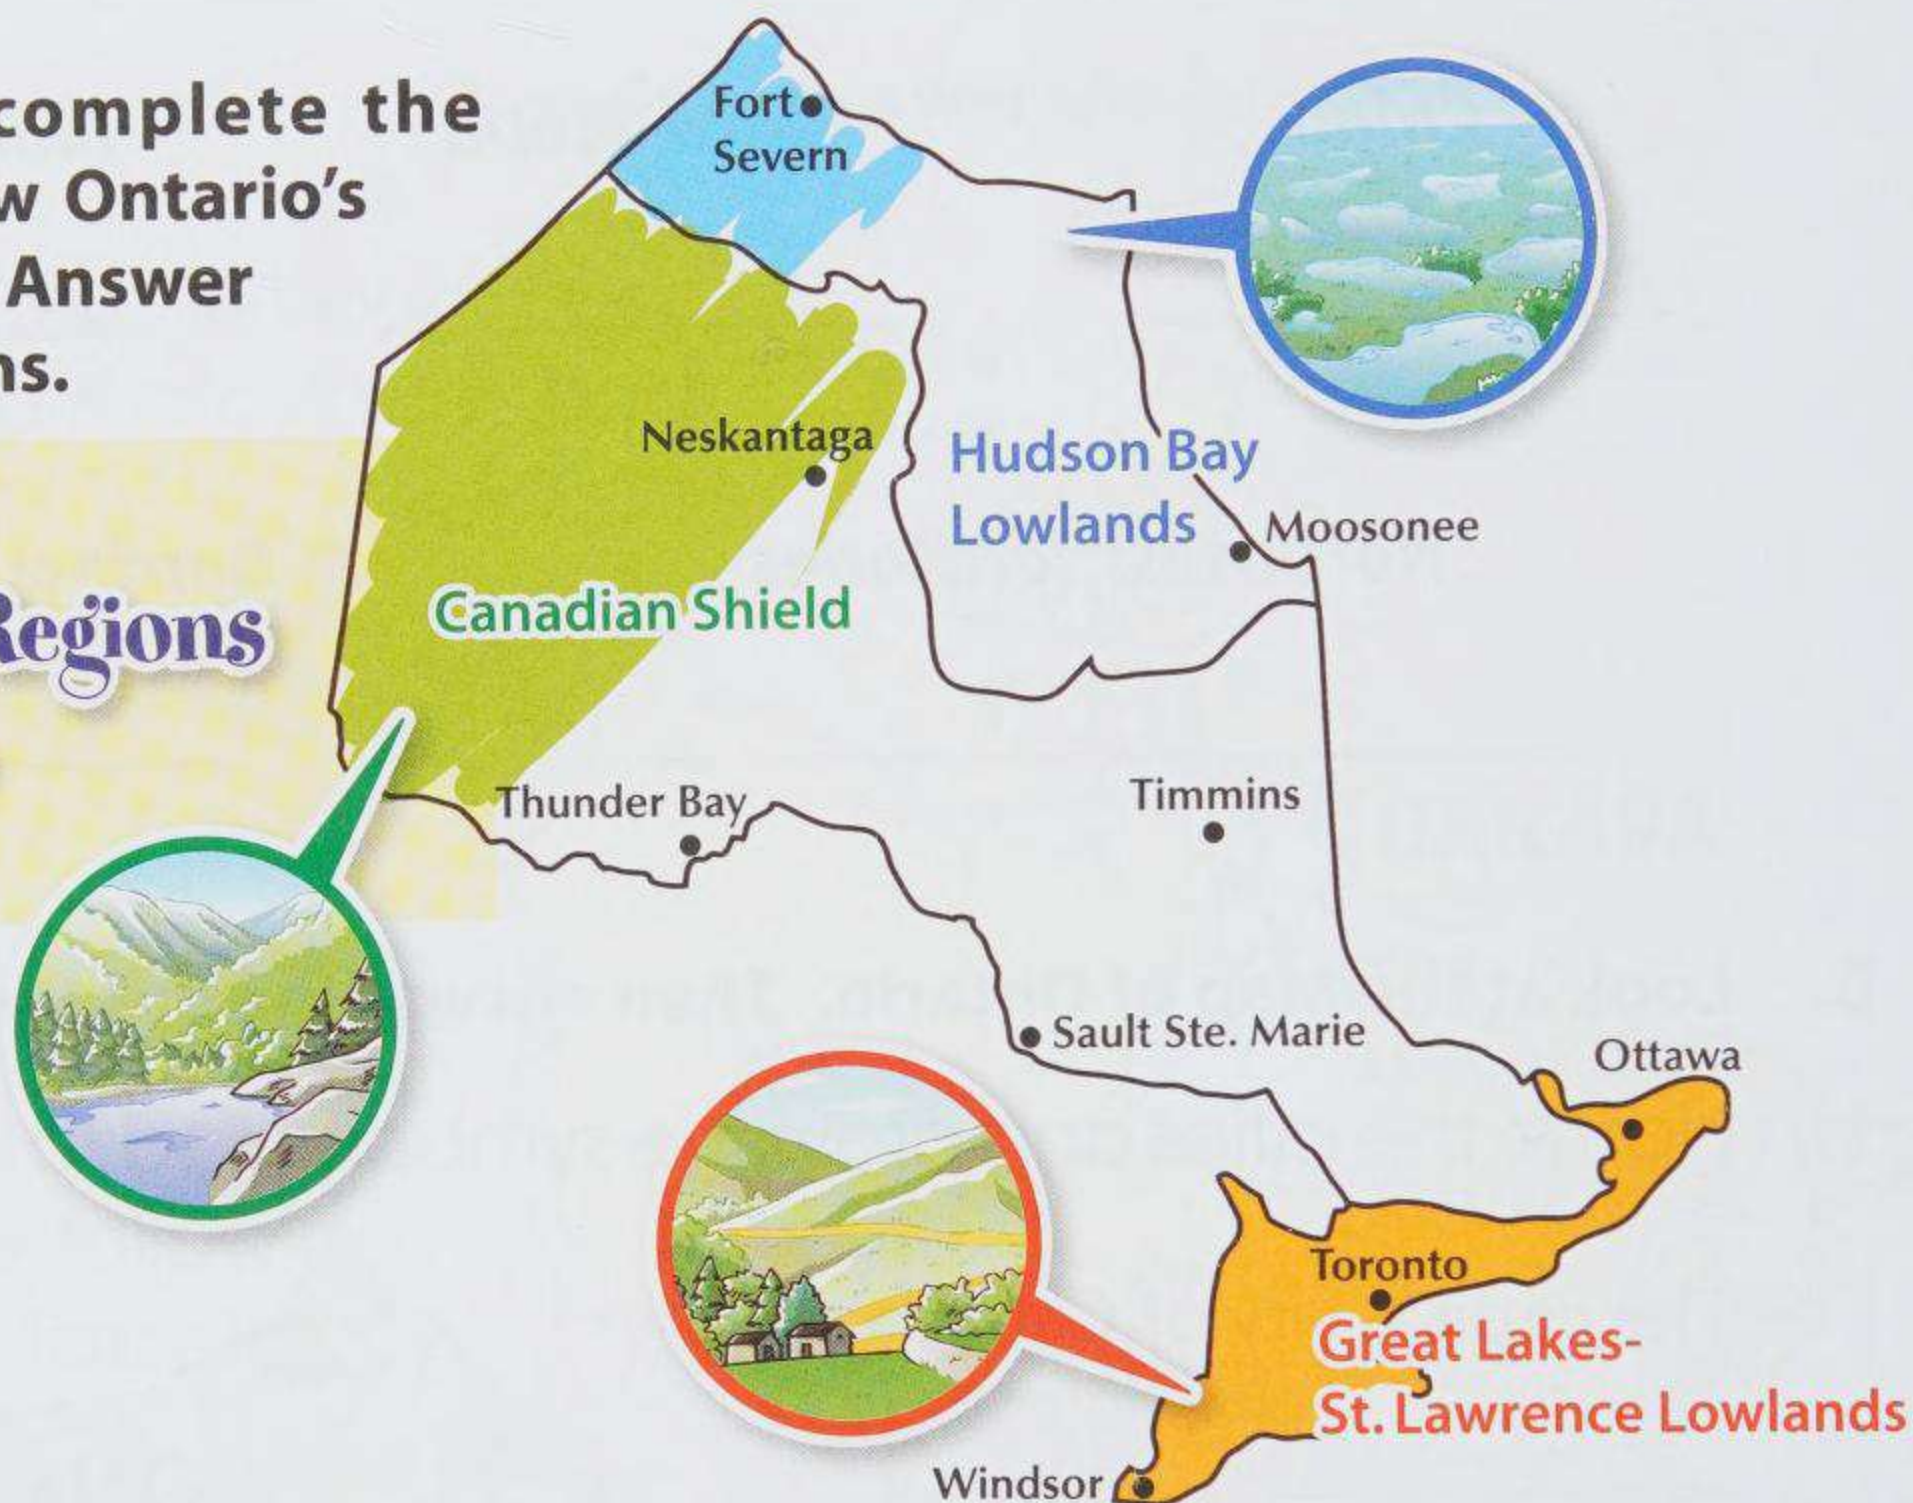 complete the
w Ontario's
Answer
ns.
Regions
Fort
Severn
Neskantaga
Hudson Bay
Lowlands
Moosonee
Canadian Shield
Thunder Bay
Timmins
Sault Ste. Marie
Ottawa
Toronto
Great Lakes-
St. Lawrence Lowlands
Windsor